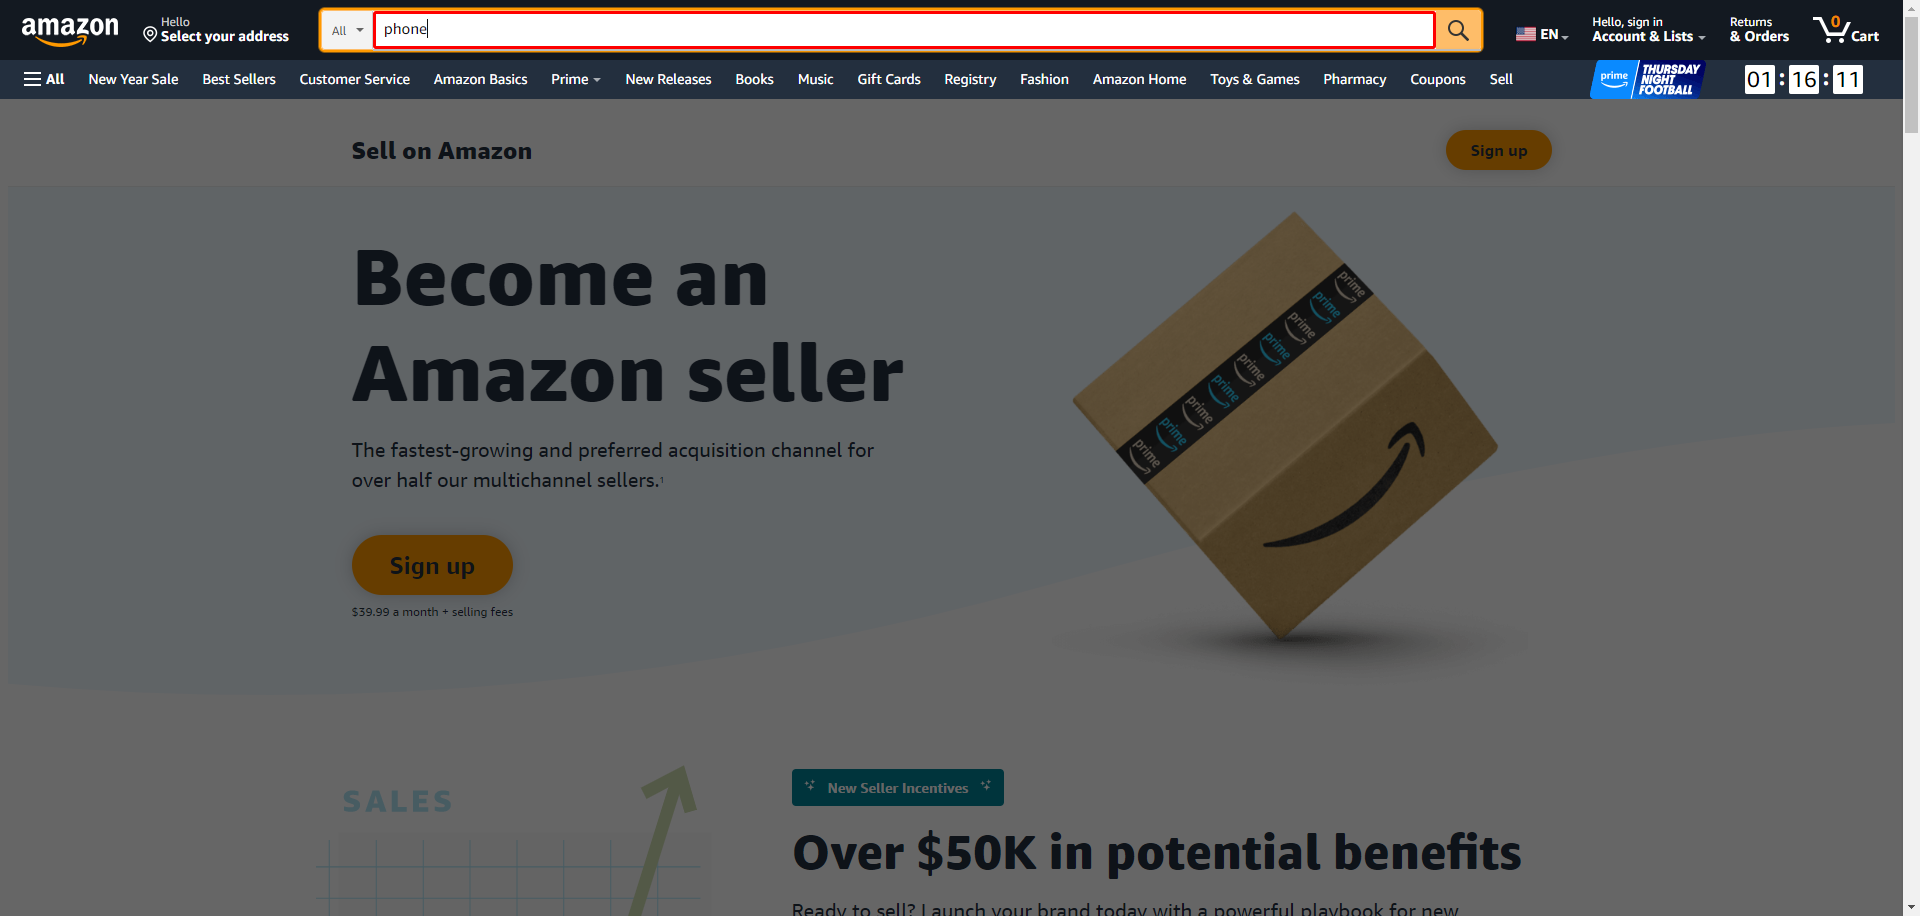 amazon
Hello
Select your address
All
phone
EN
Hello, sign in
Account & Lists
Returns
& Orders
0
Cart
All
New Year Sale
Best Sellers
Customer Service
Amazon Basics
Prime
New Releases
Books
Music
Gift Cards
Registry
Fashion
Amazon Home
Toys & Games
Pharmacy
Coupons
Sell
prime
THURSDAY
NIGHT
FOOTBALL
01 : 16 : 11
Sell on Amazon
Sign up
Become an
Amazon seller
The fastest-growing and preferred acquisition channel for
over half our multichannel sellers.¹
Sign up
$39.99 a month + selling fees
prime
prime
prime
prime
prime
prime
prime
prime
prime
SALES
New Seller Incentives
Over $50K in potential benefits
Ready to sell? Launch your brand today with a powerful playbook for new